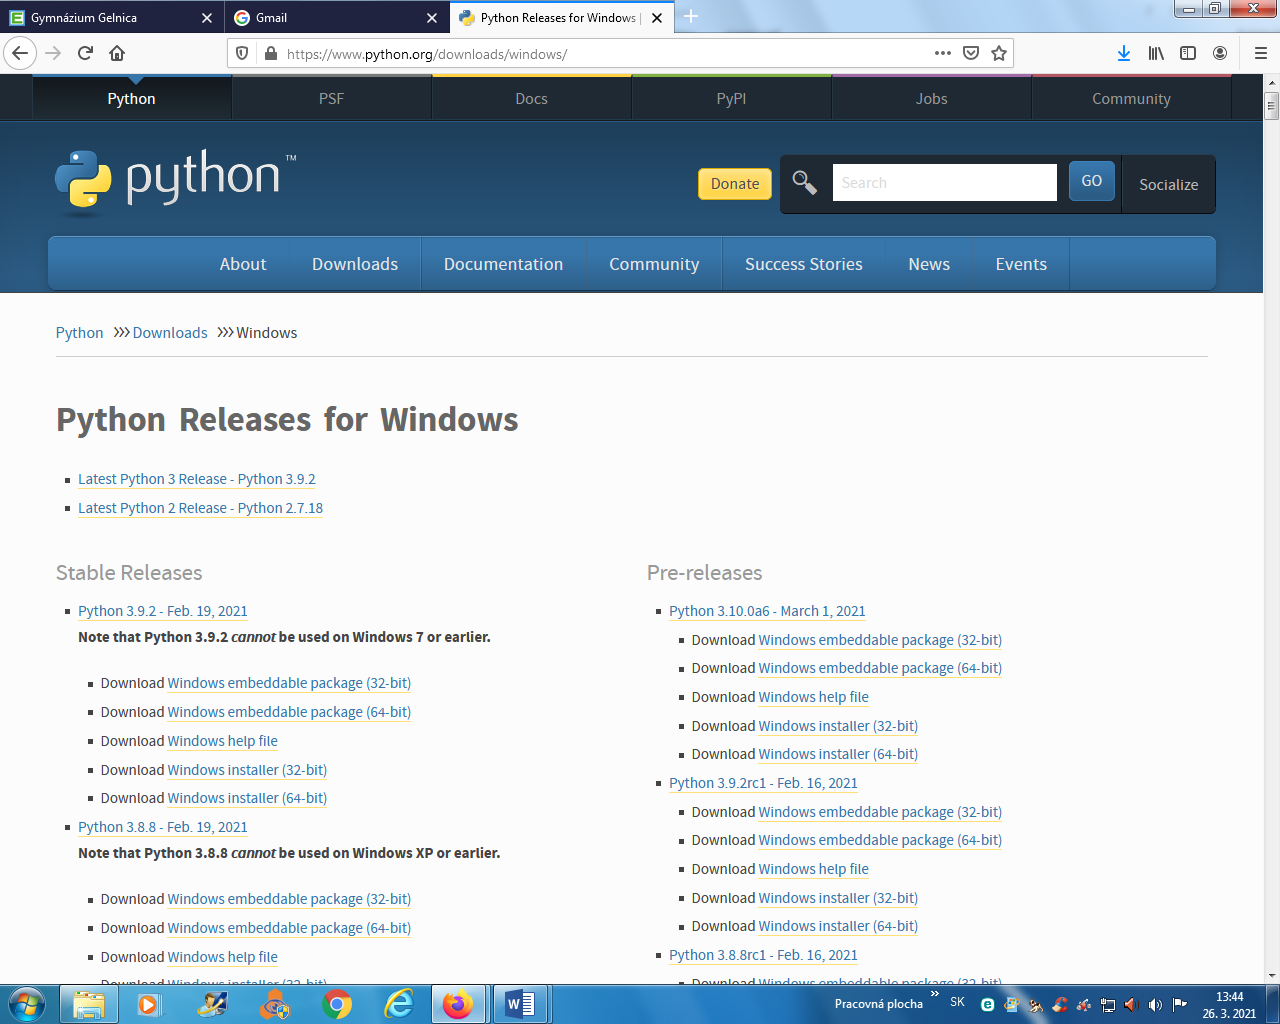 Gymnázium Gelnica
Gmail
Python Releases for Windows |
https://www.python.org/downloads/windows/
Python PSF Docs PyPI Jobs Community
python™
Donate
Search
GO
Socialize
About Downloads Documentation Community Success Stories News Events
Python >>> Downloads >>> Windows
Python Releases for Windows
Latest Python 3 Release - Python 3.9.2
Latest Python 2 Release - Python 2.7.18
Stable Releases
Python 3.9.2 - Feb. 19, 2021
Note that Python 3.9.2 cannot be used on Windows 7 or earlier.
Download Windows embeddable package (32-bit)
Download Windows embeddable package (64-bit)
Download Windows help file
Download Windows installer (32-bit)
Download Windows installer (64-bit)
Python 3.8.8 - Feb. 19, 2021
Note that Python 3.8.8 cannot be used on Windows XP or earlier.
Download Windows embeddable package (32-bit)
Download Windows embeddable package (64-bit)
Download Windows help file
Download Windows installer (32-bit)
Pre-releases
Python 3.10.0a6 - March 1, 2021
Download Windows embeddable package (32-bit)
Download Windows embeddable package (64-bit)
Download Windows help file
Download Windows installer (32-bit)
Download Windows installer (64-bit)
Python 3.9.2rc1 - Feb. 16, 2021
Download Windows embeddable package (32-bit)
Download Windows embeddable package (64-bit)
Download Windows help file
Download Windows installer (32-bit)
Download Windows installer (64-bit)
Python 3.8.8rc1 - Feb. 16, 2021
Download Windows embeddable package (32-bit)
Pracovná plocha
»
SK
13:44
26. 3. 2021